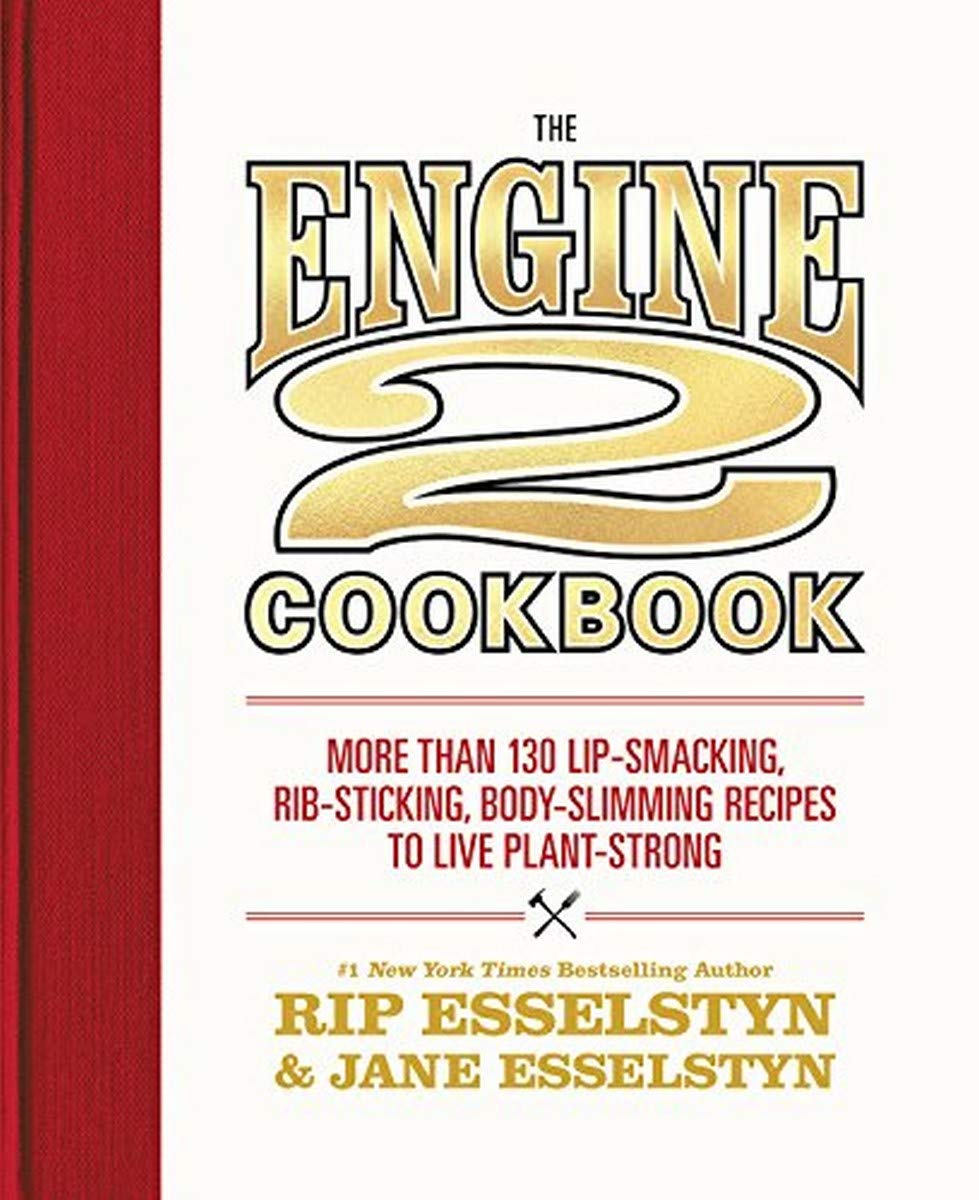 THE
ENGINE
2
COOKBOOK
MORE THAN 130 LIP-SMACKING,
RIB-STICKING, BODY-SLIMMING RECIPES
TO LIVE PLANT-STRONG
#1 New York Times Bestselling Author
RIP ESSELSTYN
& JANE ESSELSTYN